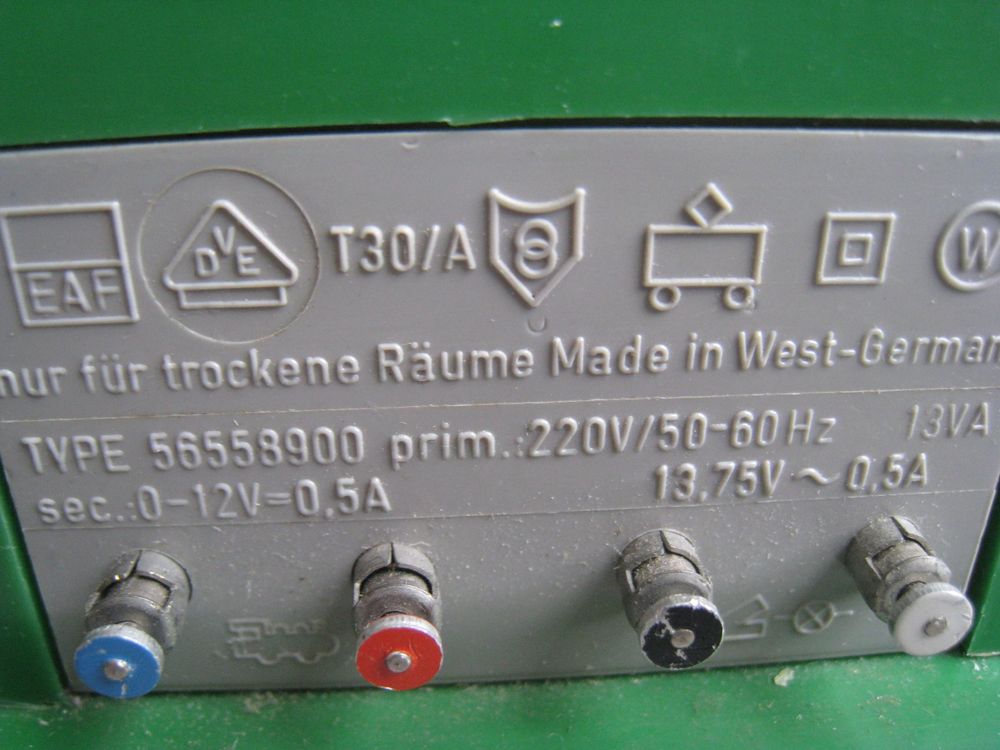 EAF DVE T30/A W
nur für trockene Räume Made in West-German
TYPE 56558900 prim.:220V/50-60Hz 13VA
sec.:0-12V=0,5A 13,75V~0,5A